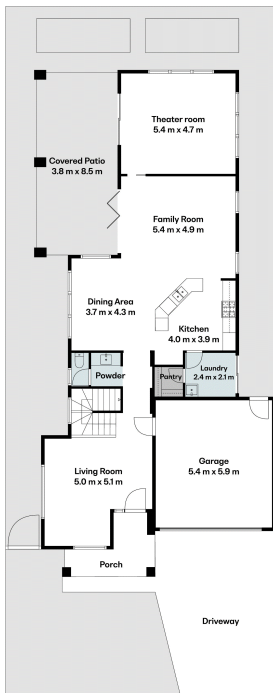 Theater room
5.4 m x 4.7 m
Covered Patio
3.8 m x 8.5 m
Family Room
5.4 m x 4.9 m
Dining Area
3.7 m x 4.3 m
Kitchen
4.0 m x 3.9 m
Powder
Pantry
Laundry
2.4 m x 2.1 m
Living Room
5.0 m x 5.1 m
Garage
5.4 m x 5.9 m
Porch
Driveway